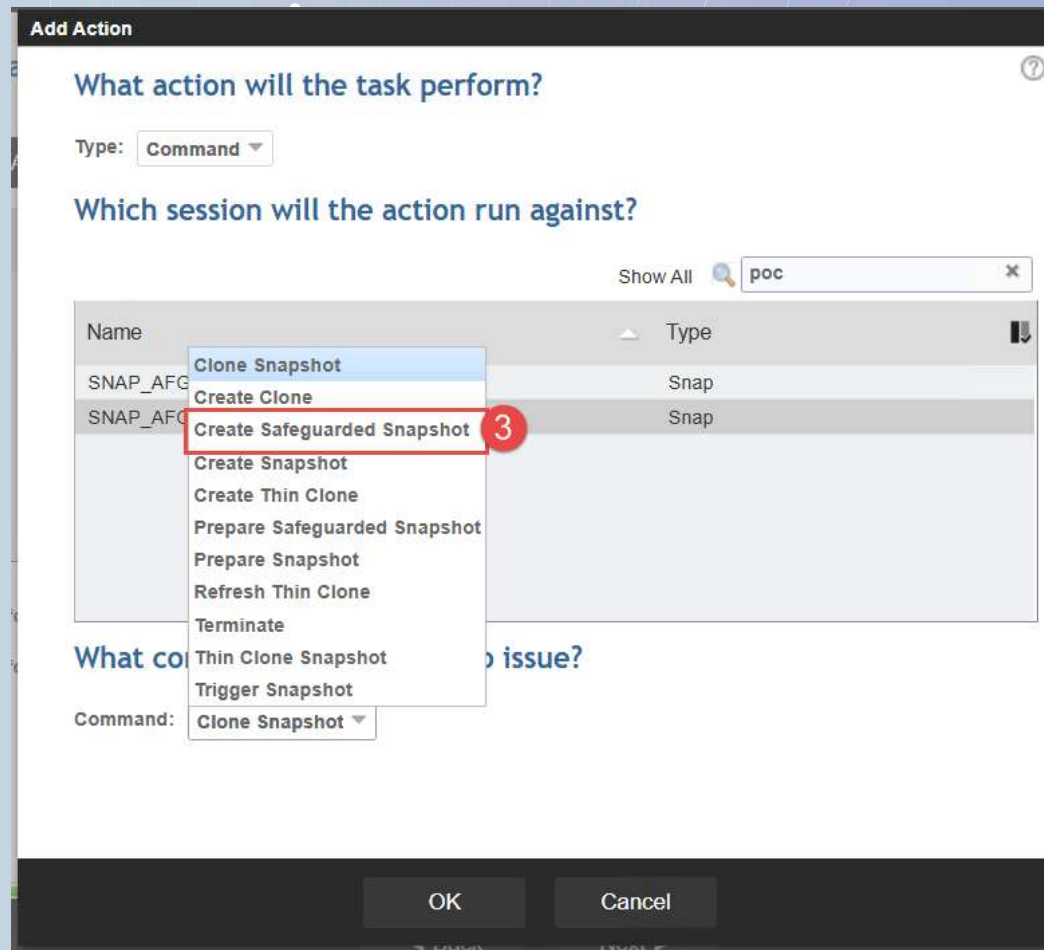 Add Action
What action will the task perform?
Type: Command
Which session will the action run against?
Show All poc
Name Type
SNAP_AFG Snap
SNAP_AFG Snap
Clone Snapshot
Create Clone
Create Safeguarded Snapshot 3
Create Snapshot
Create Thin Clone
Prepare Safeguarded Snapshot
Prepare Snapshot
Refresh Thin Clone
Terminate
Thin Clone Snapshot
Trigger Snapshot
What issue?
Command: Clone Snapshot
OK Cancel